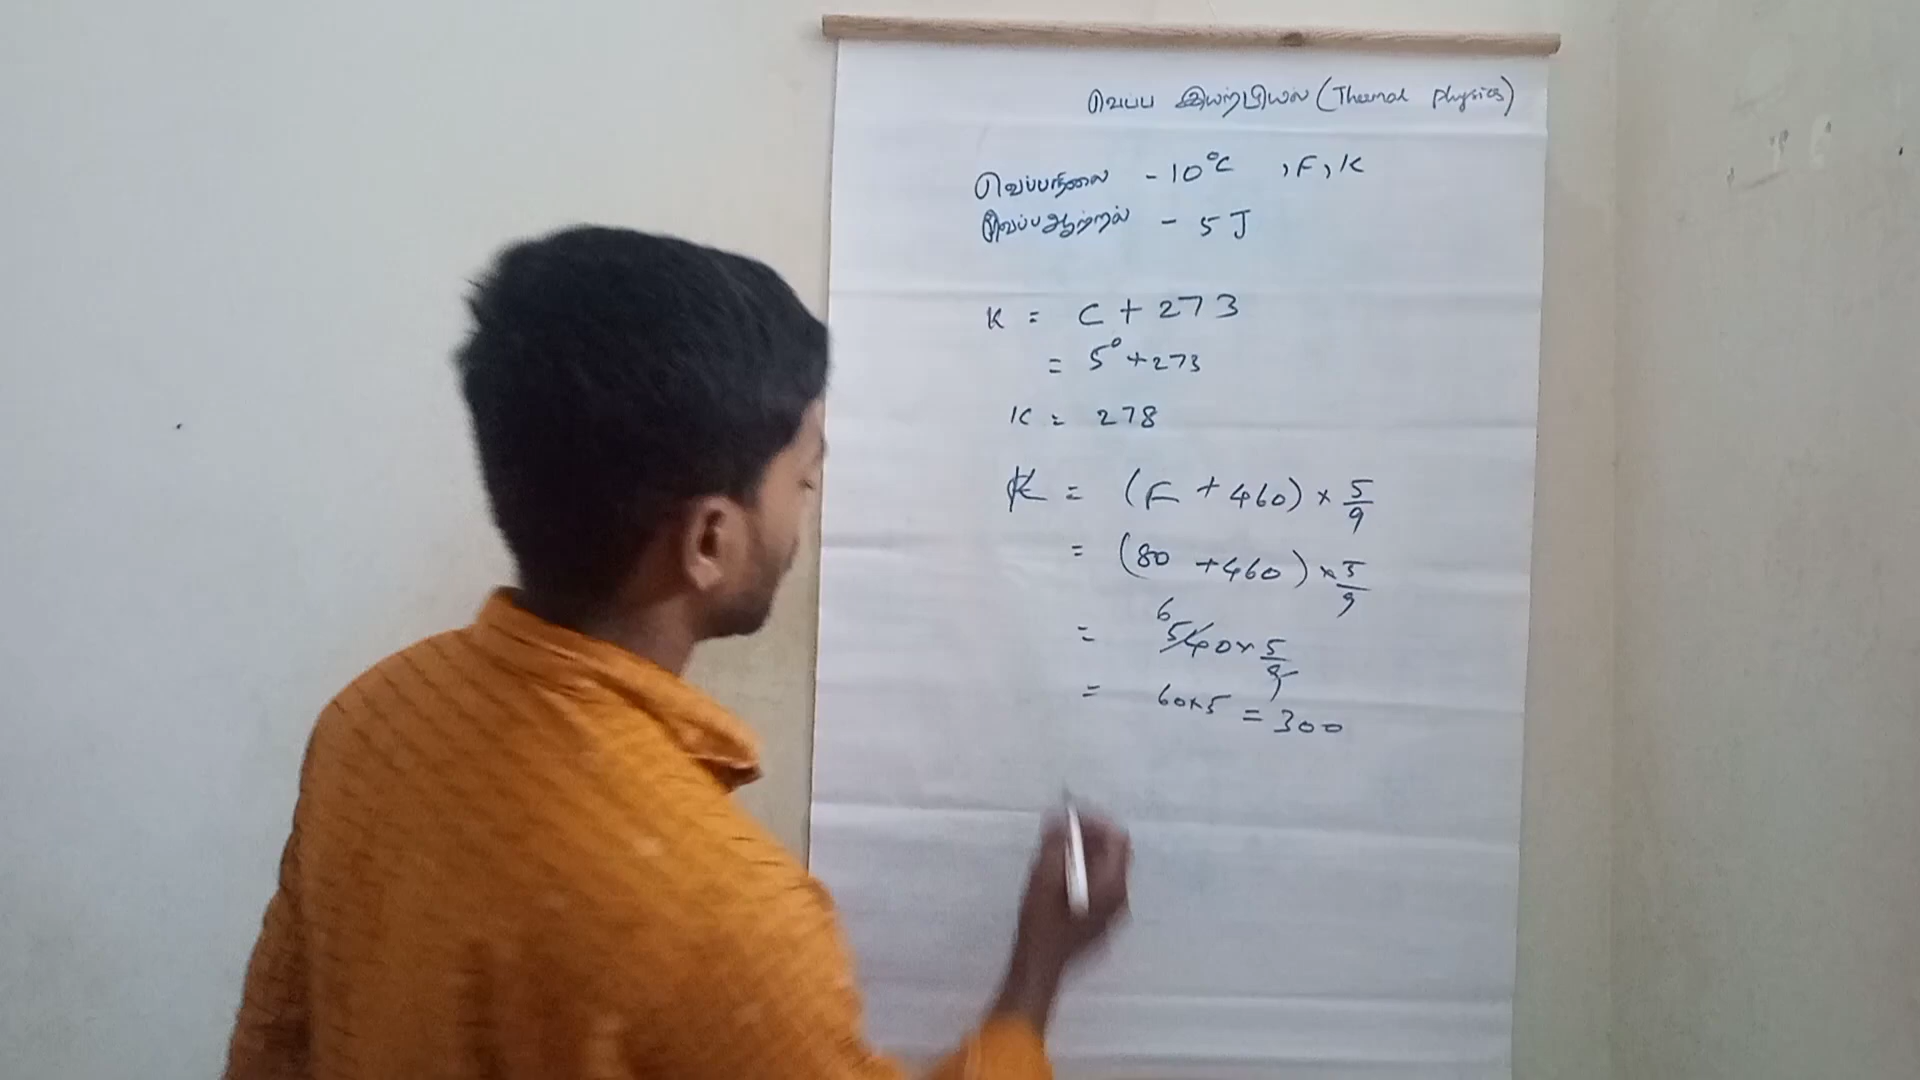 வெப்ப இயற்பியல் (Thermal physics)
வெப்பநிலை - 10°C , F, K
வெப்பஆற்றல் - 5 J
K = C + 273
= 5° + 273
K = 278
K = (F + 460) × 5/9
= (80 + 460) × 5/9
6
= 540 × 5/9
= 60×5 = 300